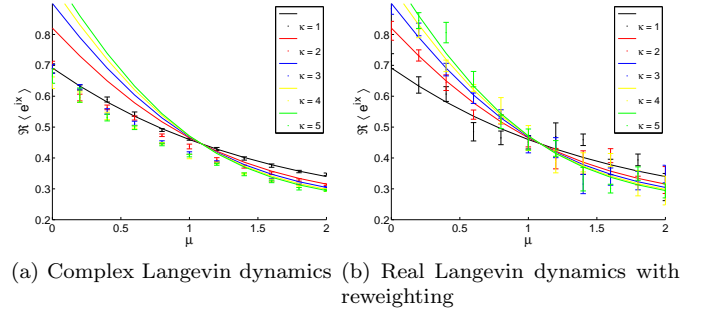 0.8
0.7
0.6
0.5
0.4
0.3
0.2
ℜ ⟨ e^{ix} ⟩
0 0.5 1 1.5 2
μ
κ = 1
κ = 2
κ = 3
κ = 4
κ = 5
0.8
0.7
0.6
0.5
0.4
0.3
0.2
ℜ ⟨ e^{ix} ⟩
0 0.5 1 1.5 2
μ
κ = 1
κ = 2
κ = 3
κ = 4
κ = 5
(a) Complex Langevin dynamics
(b) Real Langevin dynamics with
reweighting